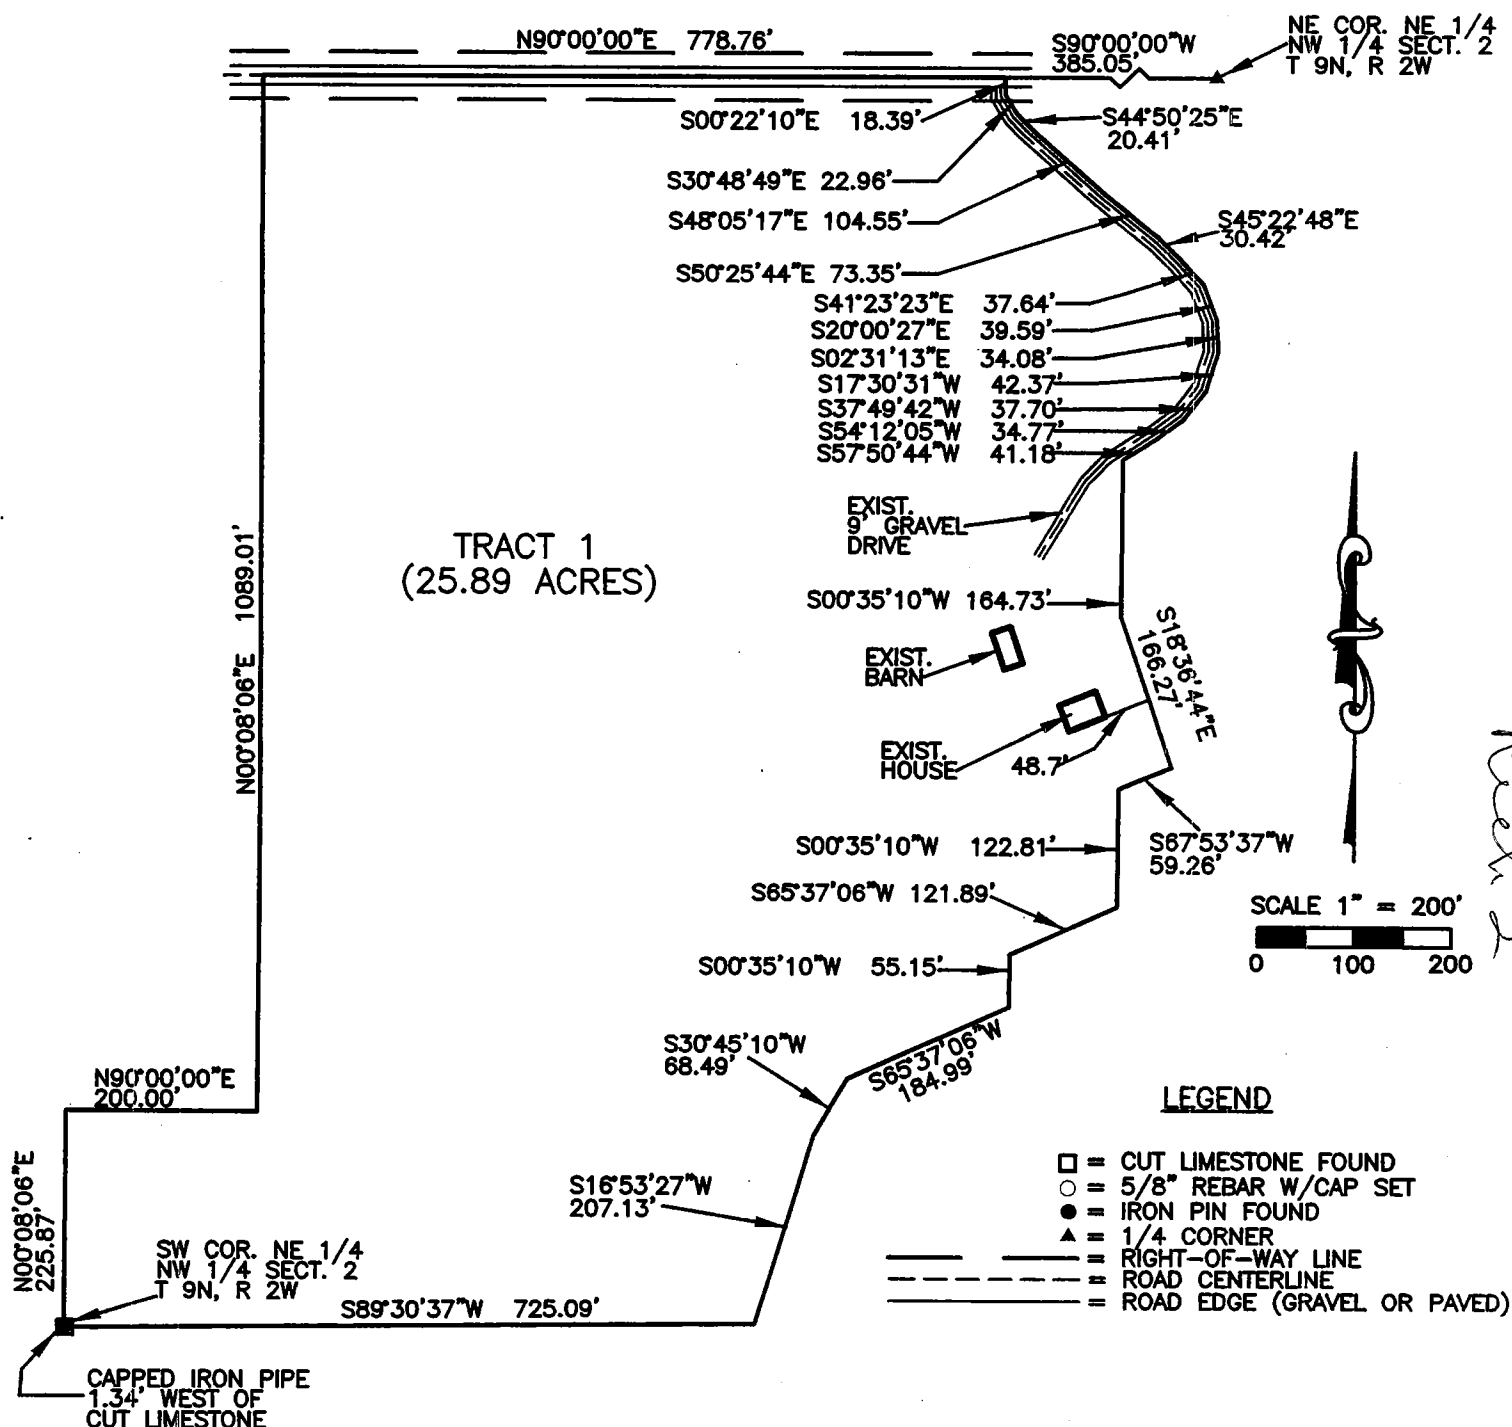 N90°00'00"E 778.76'
S90°00'00"W
385.05'
NE COR. NE 1/4
NW 1/4 SECT. 2
T 9N, R 2W
S00°22'10"E 18.39'
S44°50'25"E
20.41'
S30°48'49"E 22.96'
S48°05'17"E 104.55'
S45°22'48"E
30.42'
S50°25'44"E 73.35'
S41°23'23"E 37.64'
S20°00'27"E 39.59'
S02°31'13"E 34.08'
S17°30'31"W 42.37'
S37°49'42"W 37.70'
S54°12'05"W 34.77'
S57°50'44"W 41.18'
EXIST.
9' GRAVEL
DRIVE
N00°08'06"E 1089.01'
TRACT 1
(25.89 ACRES)
S00°35'10"W 164.73'
S18°36'44"E
166.27'
EXIST.
BARN
EXIST.
HOUSE
48.7'
S00°35'10"W 122.81'
S67°53'37"W
59.26'
S65°37'06"W 121.89'
SCALE 1" = 200'
0 100 200
S00°35'10"W 55.15'
S30°45'10"W
68.49'
S65°37'06"W
184.99'
N90°00'00"E
200.00'
LEGEND
= CUT LIMESTONE FOUND
= 5/8" REBAR W/CAP SET
= IRON PIN FOUND
= 1/4 CORNER
= RIGHT-OF-WAY LINE
= ROAD CENTERLINE
= ROAD EDGE (GRAVEL OR PAVED)
S16°53'27"W
207.13'
N00°08'06"E
225.87'
SW COR. NE 1/4
NW 1/4 SECT. 2
T 9N, R 2W
S89°30'37"W 725.09'
CAPPED IRON PIPE
1.34' WEST OF
CUT LIMESTONE